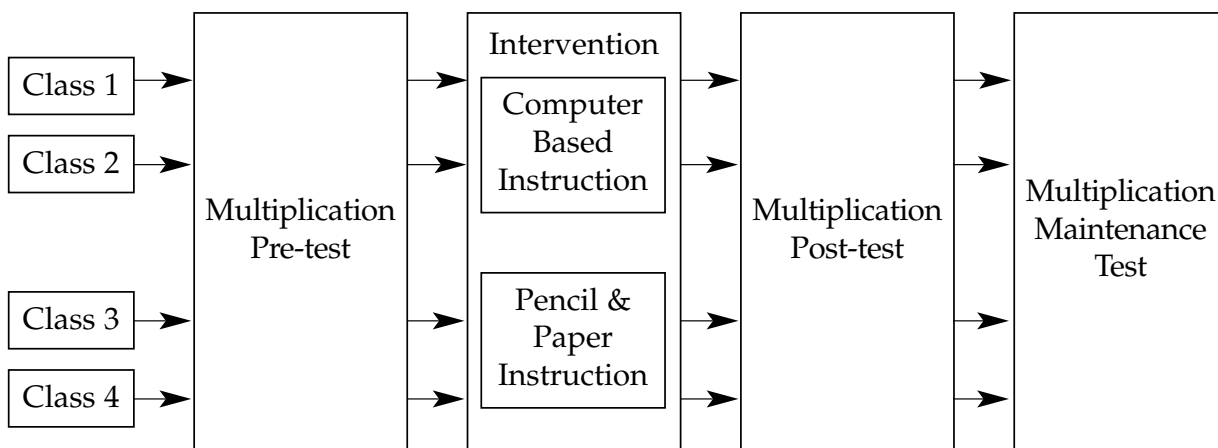 Class 1
Class 2
Class 3
Class 4
Multiplication
Pre-test
Intervention
Computer
Based
Instruction
Pencil &
Paper
Instruction
Multiplication
Post-test
Multiplication
Maintenance
Test